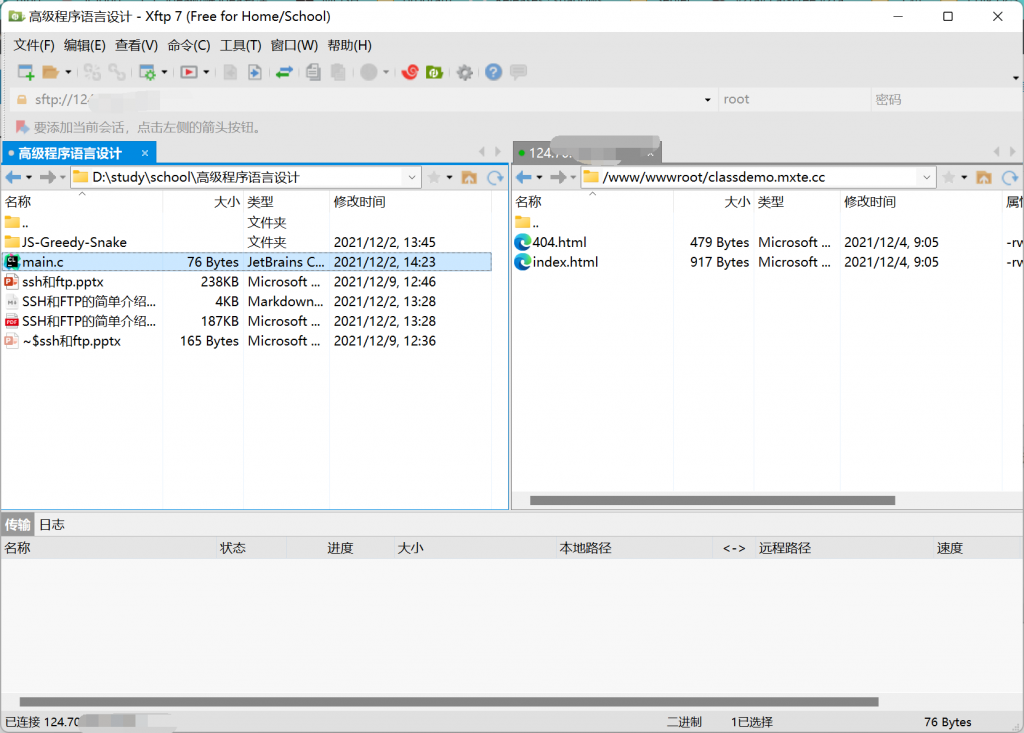 高级程序语言设计 - Xftp 7 (Free for Home/School)
文件(F) 编辑(E) 查看(V) 命令(C) 工具(T) 窗口(W) 帮助(H)
sftp://124 root 密码
要添加当前会话，点击左侧的箭头按钮。
高级程序语言设计 × 124.70.
D:\study\school\高级程序语言设计 /www/wwwroot/classdemo.mxte.cc
名称 大小 类型 修改时间
..  文件夹
JS-Greedy-Snake 文件夹 2021/12/2, 13:45
main.c 76 Bytes JetBrains C... 2021/12/2, 14:23
ssh和ftp.pptx 238KB Microsoft ... 2021/12/9, 12:46
SSH和FTP的简单介绍... 4KB Markdown... 2021/12/2, 13:28
SSH和FTP的简单介绍... 187KB Microsoft ... 2021/12/2, 13:28
~$ssh和ftp.pptx 165 Bytes Microsoft ... 2021/12/9, 12:36
名称 大小 类型 修改时间 属
..
404.html 479 Bytes Microsoft ... 2021/12/4, 9:05 -rw
index.html 917 Bytes Microsoft ... 2021/12/4, 9:05 -rw
传输 日志
名称 状态 进度 大小 本地路径 <-> 远程路径 速度
已连接 124.70 二进制 1已选择 76 Bytes